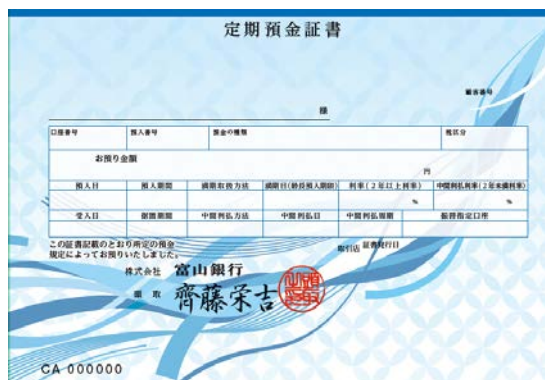 定期預金証書
顧客番号
様
口座番号 預入番号 預金の種類 税区分
お預り金額
円
預入日 預入期間 満期取扱方法 満期日(最長預入期限) 利率(2年以上利率) 中間利払利率(2年未満利率)
% %
受入日 据置期間 中間利払方法 中間利払日 中間利払周期 振替指定口座
この証書記載のとおり所定の預金
規定によってお預りいたしました。
取引店 証書発行日
株式会社 富山銀行
頭取 齊藤栄吉
CA 000000